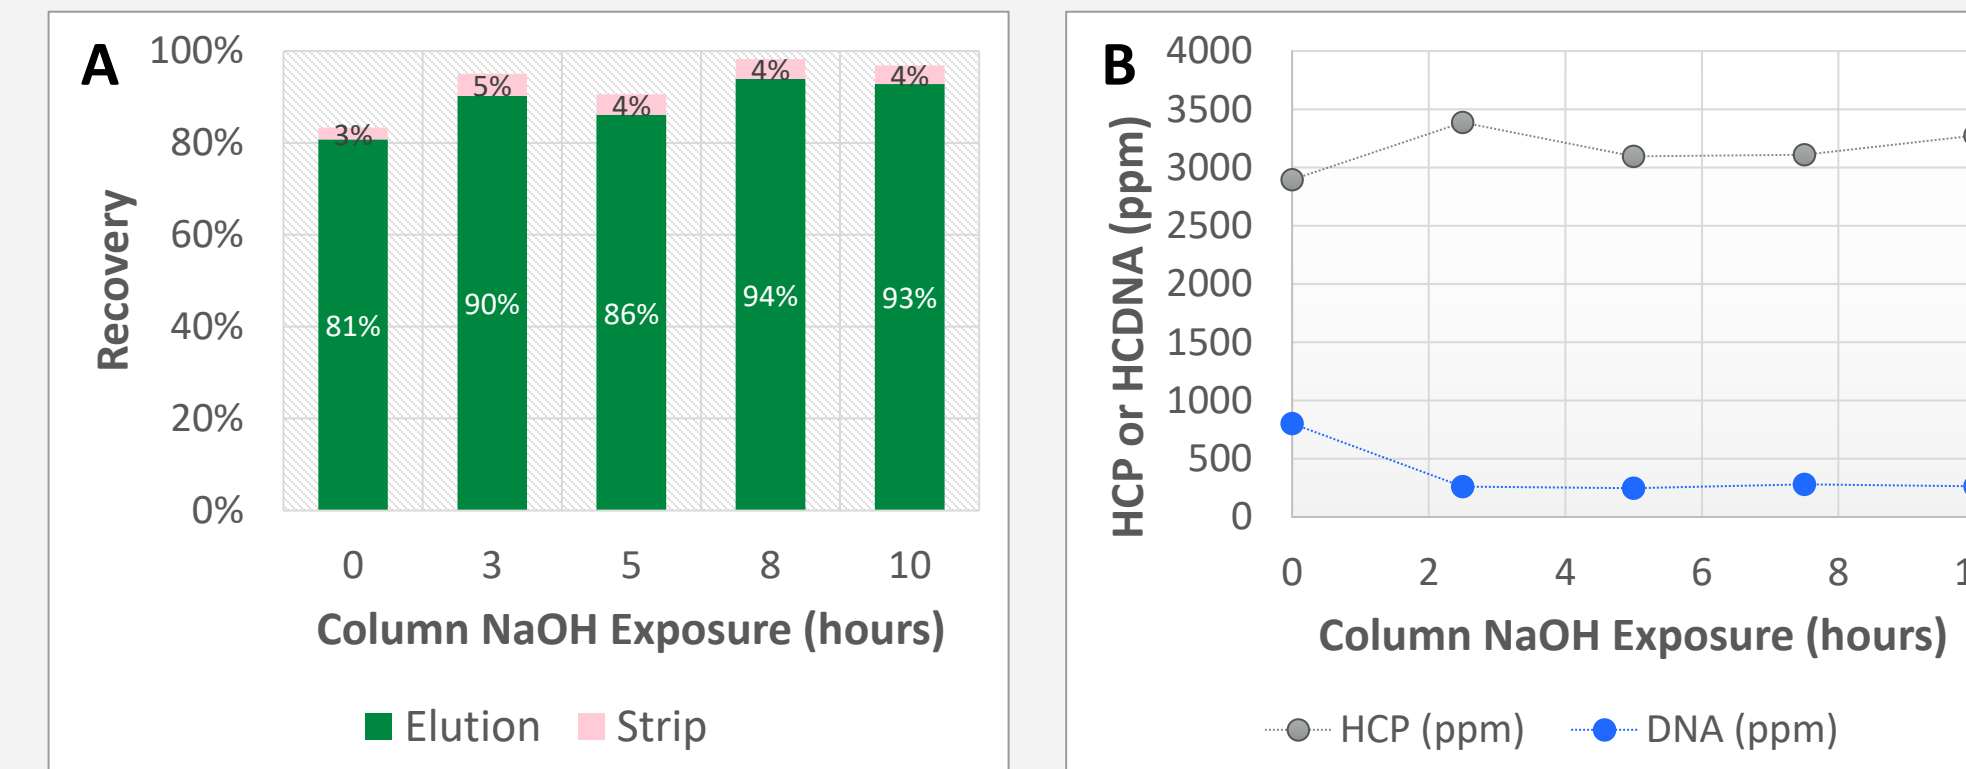 A
100%
80%
60%
40%
20%
0%
Recovery
3%
5%
4%
4%
4%
81%
90%
86%
94%
93%
0 3 5 8 10
Column NaOH Exposure (hours)
Elution Strip
B
4000
3500
3000
2500
2000
1500
1000
500
0
HCP or HCDNA (ppm)
0 2 4 6 8
Column NaOH Exposure (hours)
HCP (ppm) DNA (ppm)